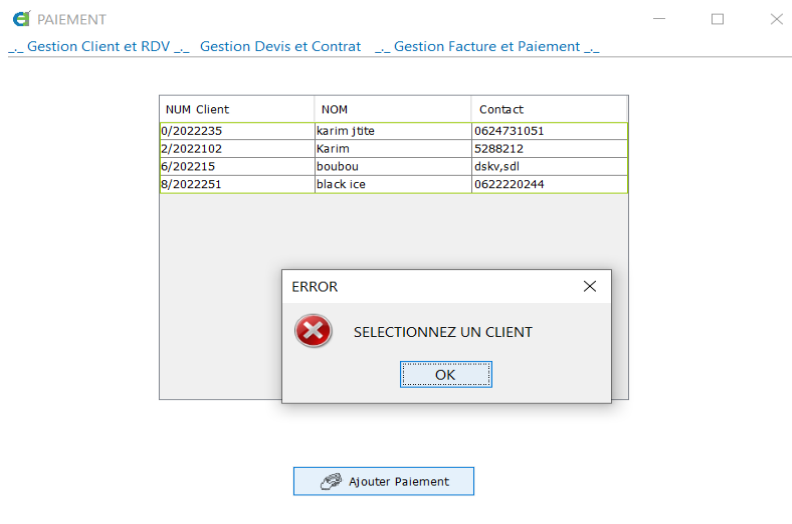 PAIEMENT
_._ Gestion Client et RDV _._ Gestion Devis et Contrat _._ Gestion Facture et Paiement _._
NUM Client NOM Contact
0/2022235 karim jtite 0624731051
2/2022102 Karim 5288212
6/202215 boubou dskv,sdl
8/2022251 black ice 0622220244
ERROR
SELECTIONNEZ UN CLIENT
OK
Ajouter Paiement